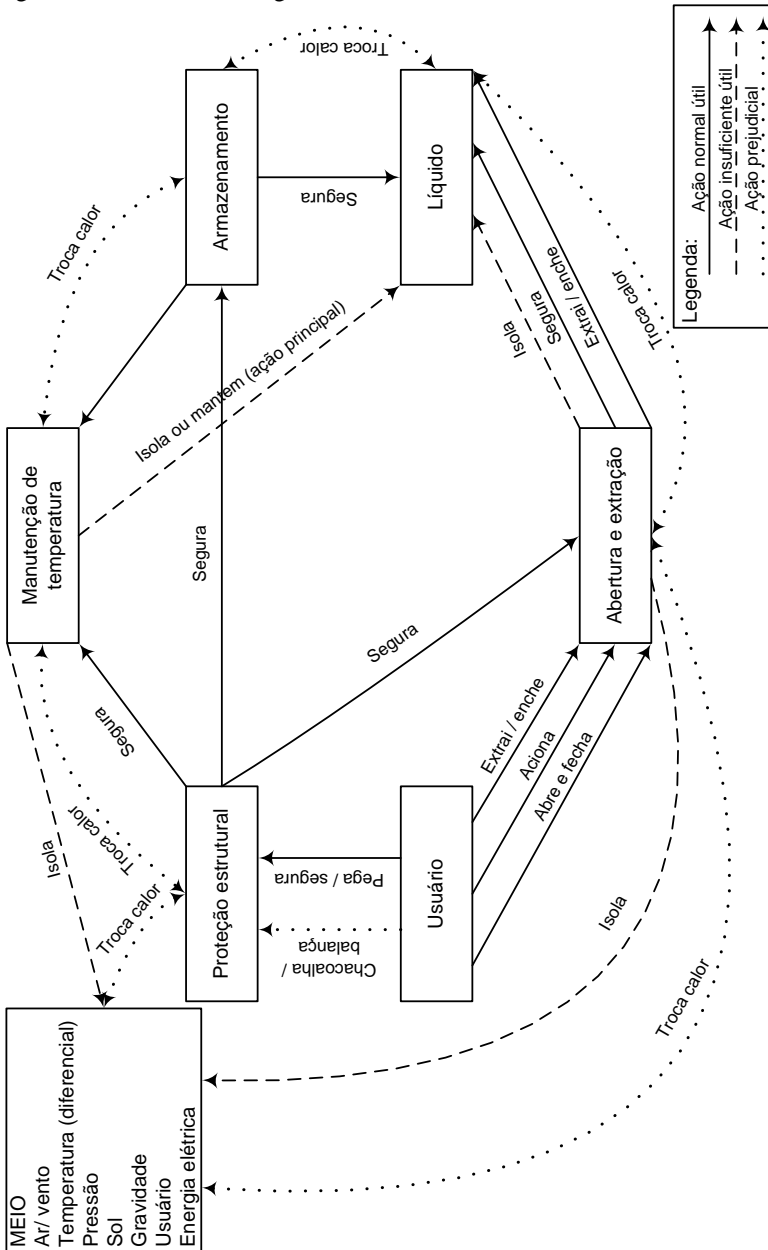 MEIO
Ar/ vento
Temperatura (diferencial)
Pressão
Sol
Gravidade
Usuário
Energia elétrica
Isola
Troca calor
Troca calor
Segura
Manutenção de
temperatura
Troca calor
Proteção estrutural
Segura
Isola ou mantem (ação principal)
Armazenamento
Troca calor
Chacoalha /
balança
Pega / segura
Segura
Segura
Usuário
Líquido
Extrai / enche
Aciona
Abre e fecha
Isola
Segura
Extrai / enche
Abertura e extração
Troca calor
Isola
Troca calor
Legenda:
Ação normal útil
Ação insuficiente útil
Ação prejudicial